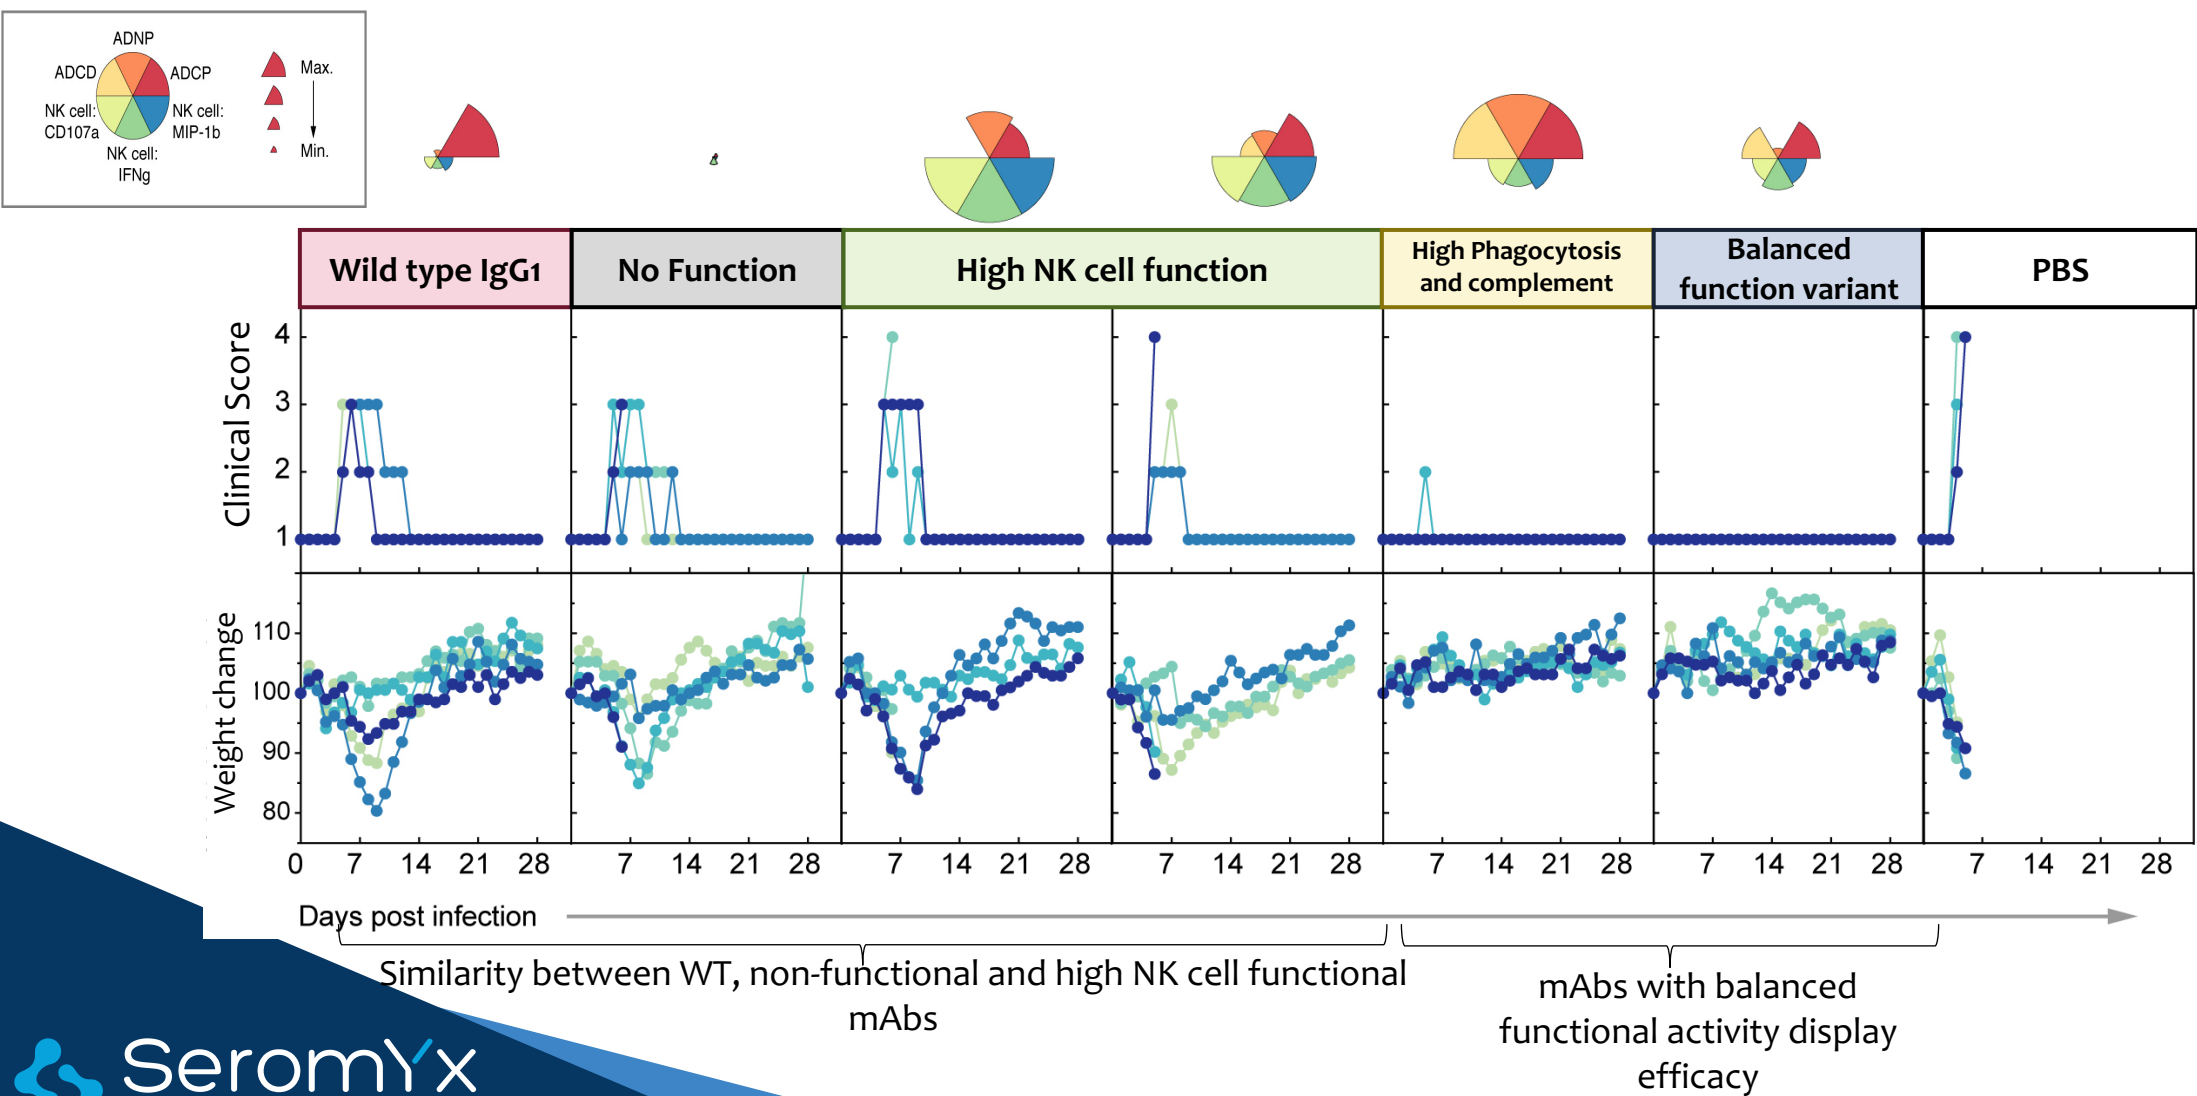 ADNP
ADCD
ADCP
NK cell:
CD107a
NK cell:
MIP-1b
NK cell:
IFNg
Max.
Min.
Wild type IgG1
No Function
High NK cell function
High Phagocytosis
and complement
Balanced
function variant
PBS
Clinical Score
4
3
2
1
Weight change
110
100
90
80
0 7 14 21 28
7 14 21 28
7 14 21 28
7 14 21 28
7 14 21 28
7 14 21 28
7 14 21 28
Days post infection
Similarity between WT, non-functional and high NK cell functional
mAbs
mAbs with balanced
functional activity display
efficacy
SeromYx